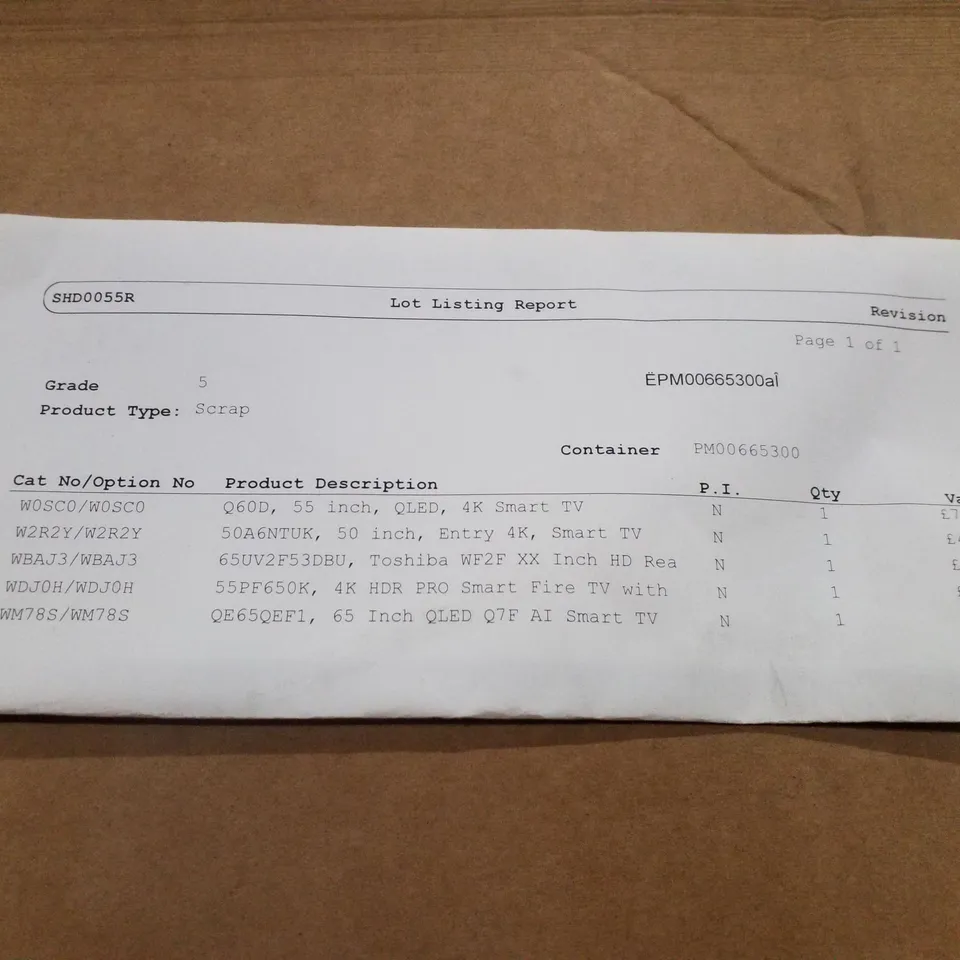 SHD0055R Lot Listing Report Revision
Page 1 of 1
Grade 5 ËPM00665300aÎ
Product Type: Scrap
Container PM00665300
Cat No/Option No Product Description P.I. Qty Va
W0SC0/W0SC0 Q60D, 55 inch, QLED, 4K Smart TV N 1 £7
W2R2Y/W2R2Y 50A6NTUK, 50 inch, Entry 4K, Smart TV N 1 £4
WBAJ3/WBAJ3 65UV2F53DBU, Toshiba WF2F XX Inch HD Rea N 1 £
WDJ0H/WDJ0H 55PF650K, 4K HDR PRO Smart Fire TV with N 1 £
WM78S/WM78S QE65QEF1, 65 Inch QLED Q7F AI Smart TV N 1